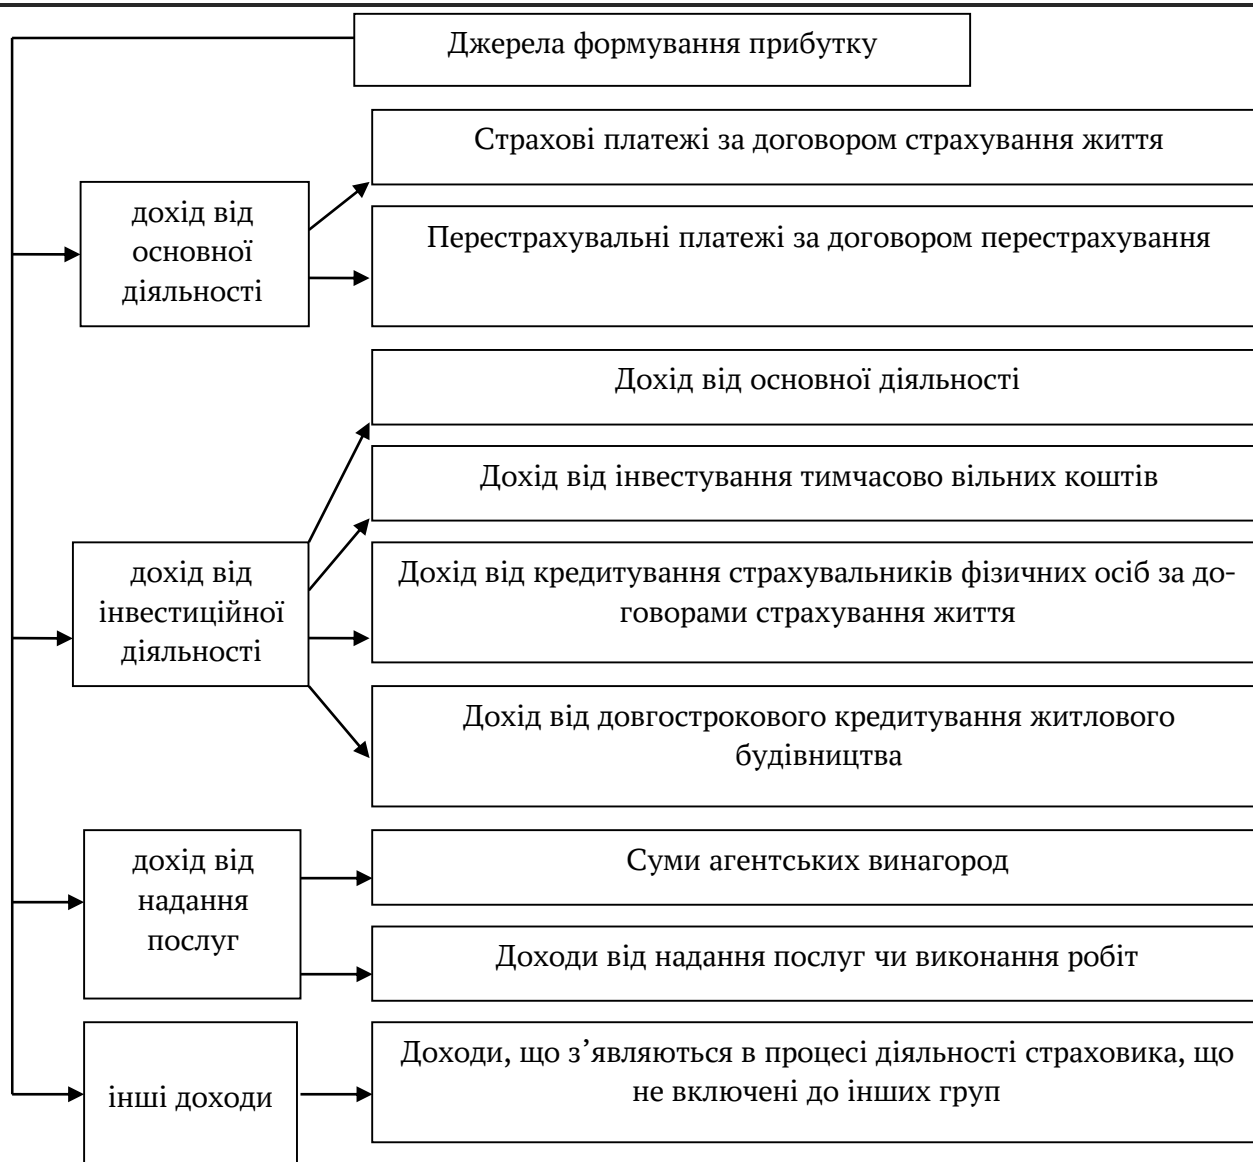 Джерела формування прибутку
Страхові платежі за договором страхування життя
дохід від
основної
діяльності
Перестрахувальні платежі за договором перестрахування
Дохід від основної діяльності
Дохід від інвестування тимчасово вільних коштів
дохід від
інвестиційної
діяльності
Дохід від кредитування страхувальників фізичних осіб за до-
говорами страхування життя
Дохід від довгострокового кредитування житлового
будівництва
дохід від
надання
послуг
Суми агентських винагород
Доходи від надання послуг чи виконання робіт
інші доходи
Доходи, що з’являються в процесі діяльності страховика, що
не включені до інших груп